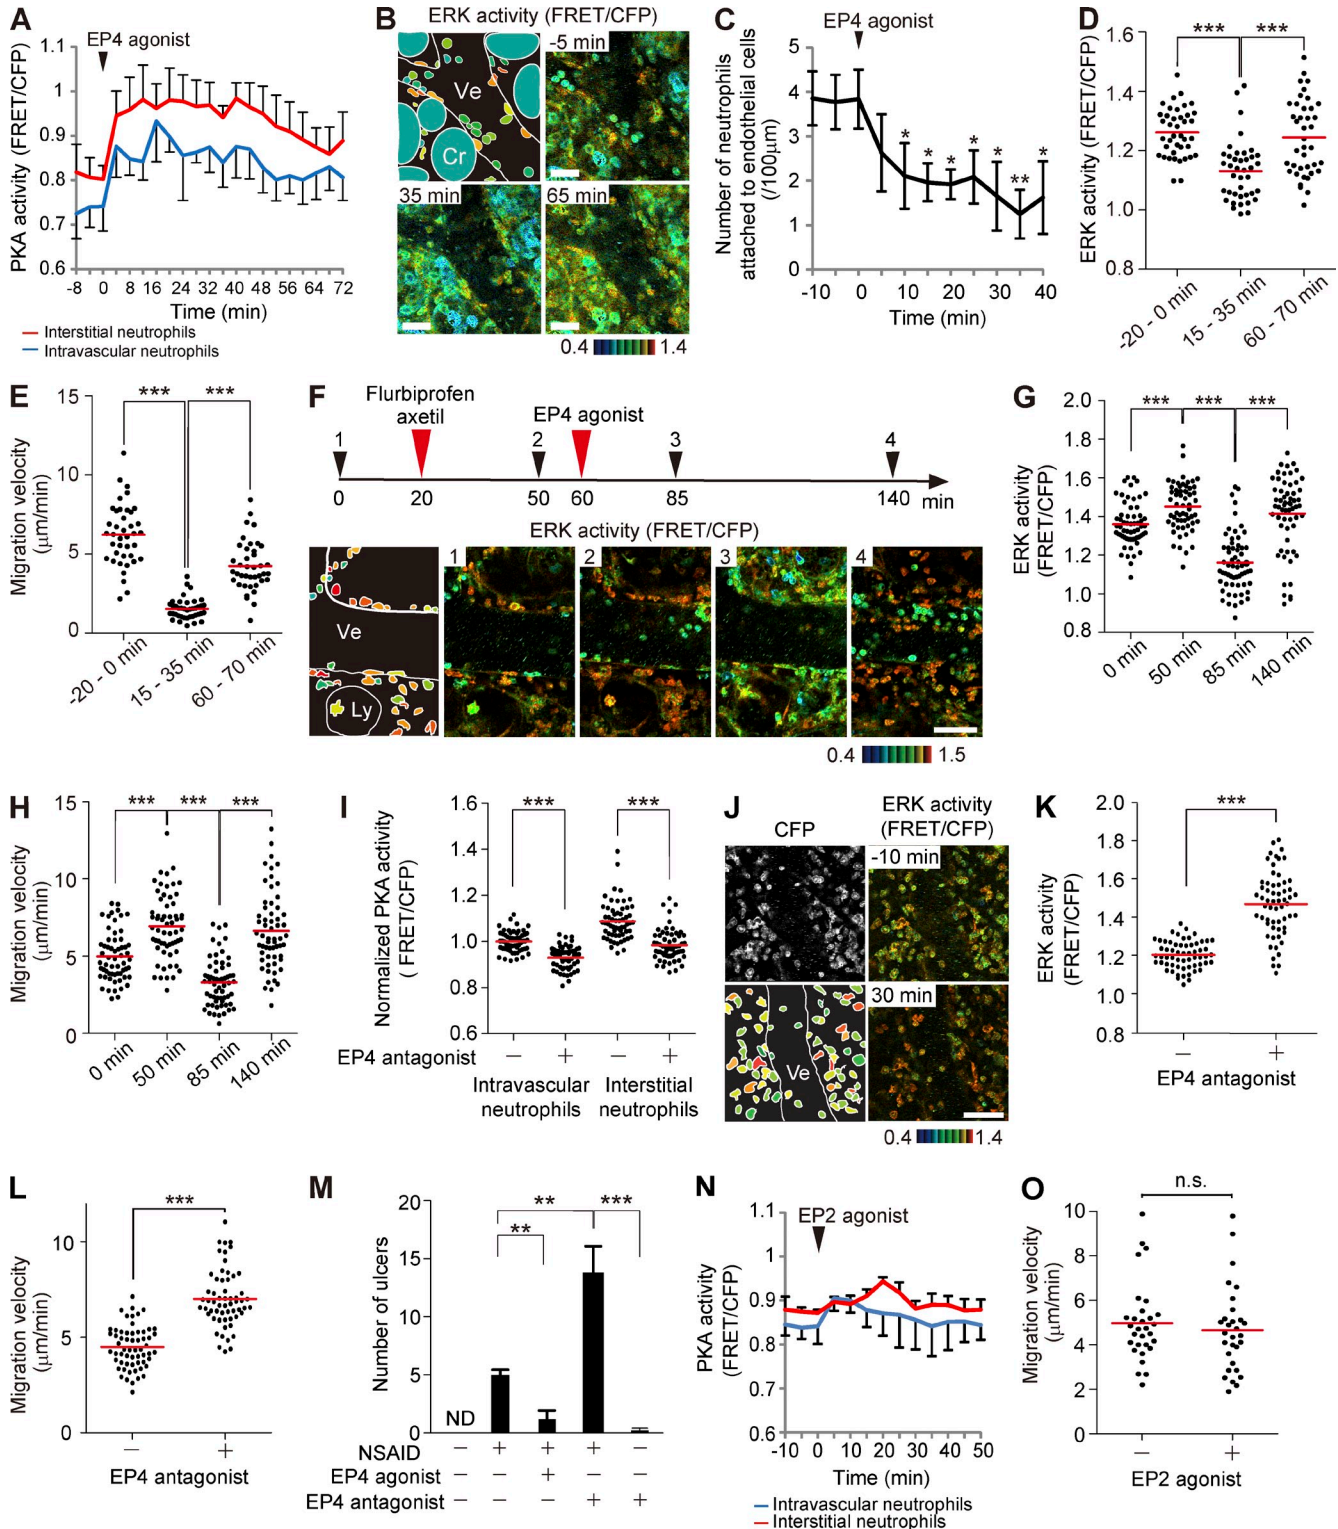 A
EP4 agonist
PKA activity (FRET/CFP)
1.1
1
0.9
0.8
0.7
0.6
-8 0 8 16 24 32 40 48 56 64 72
Time (min)
Interstitial neutrophils
Intravascular neutrophils
B
ERK activity (FRET/CFP)
Ve
Cr
-5 min
35 min
65 min
0.4 1.4
C
EP4 agonist
Number of neutrophils
attached to endothelial cells
(/100μm)
5
4
3
2
1
0
* * * * * ** *
-10 0 10 20 30 40
Time (min)
D
ERK activity (FRET/CFP)
1.6
1.4
1.2
1.0
0.8
*** ***
-20 - 0 min
15 - 35 min
60 - 70 min
E
Migration velocity
(μm/min)
15
10
5
0
*** ***
-20 - 0 min
15 - 35 min
60 - 70 min
F
Flurbiprofen
axetil
EP4 agonist
1 2 3 4
0 20 50 60 85 140 min
ERK activity (FRET/CFP)
Ve
Ly
1 2 3 4
0.4 1.5
G
ERK activity
(FRET/CFP)
2.0
1.8
1.6
1.4
1.2
1.0
0.8
*** *** ***
0 min
50 min
85 min
140 min
H
Migration velocity
(μm/min)
15
10
5
0
*** *** ***
0 min
50 min
85 min
140 min
I
Normalized PKA activity
( FRET/CFP)
1.6
1.4
1.2
1.0
0.8
0.6
*** ***
EP4 antagonist − + − +
Intravascular
neutrophils
Interstitial
neutrophils
J
CFP
ERK activity
(FRET/CFP)
-10 min
30 min
Ve
0.4 1.4
K
ERK activity
(FRET/CFP)
2.0
1.8
1.6
1.4
1.2
1.0
0.8
***
− +
EP4 antagonist
L
Migration velocity
(μm/min)
10
5
0
***
− +
EP4 antagonist
M
Number of ulcers
20
15
10
5
0
** ***
**
ND
NSAID − + + + −
EP4 agonist − − + − −
EP4 antagonist − − − + +
N
EP2 agonist
PKA activity
(FRET/CFP)
1.1
1
0.9
0.8
0.7
0.6
-10 0 10 20 30 40 50
Time (min)
Intravascular neutrophils
Interstitial neutrophils
O
n.s.
Migration velocity
(μm/min)
10
8
6
4
2
0
− +
EP2 agonist